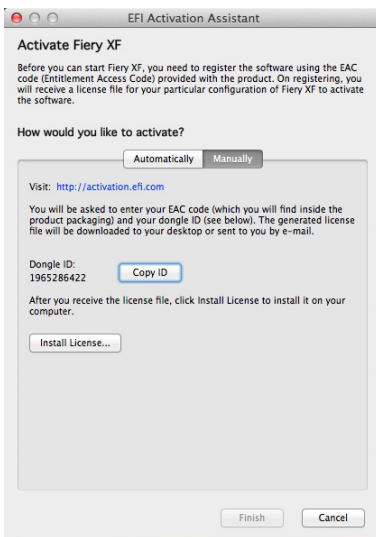 EFI Activation Assistant
Activate Fiery XF
Before you can start Fiery XF, you need to register the software using the EAC
code (Entitlement Access Code) provided with the product. On registering, you
will receive a license file for your particular configuration of Fiery XF to activate
the software.
How would you like to activate?
Automatically Manually
Visit: http://activation.efi.com
You will be asked to enter your EAC code (which you will find inside the
product packaging) and your dongle ID (see below). The generated license
file will be downloaded to your desktop or sent to you by e-mail.
Dongle ID:
1965286422
Copy ID
After you receive the license file, click Install License to install it on your
computer.
Install License...
Finish Cancel